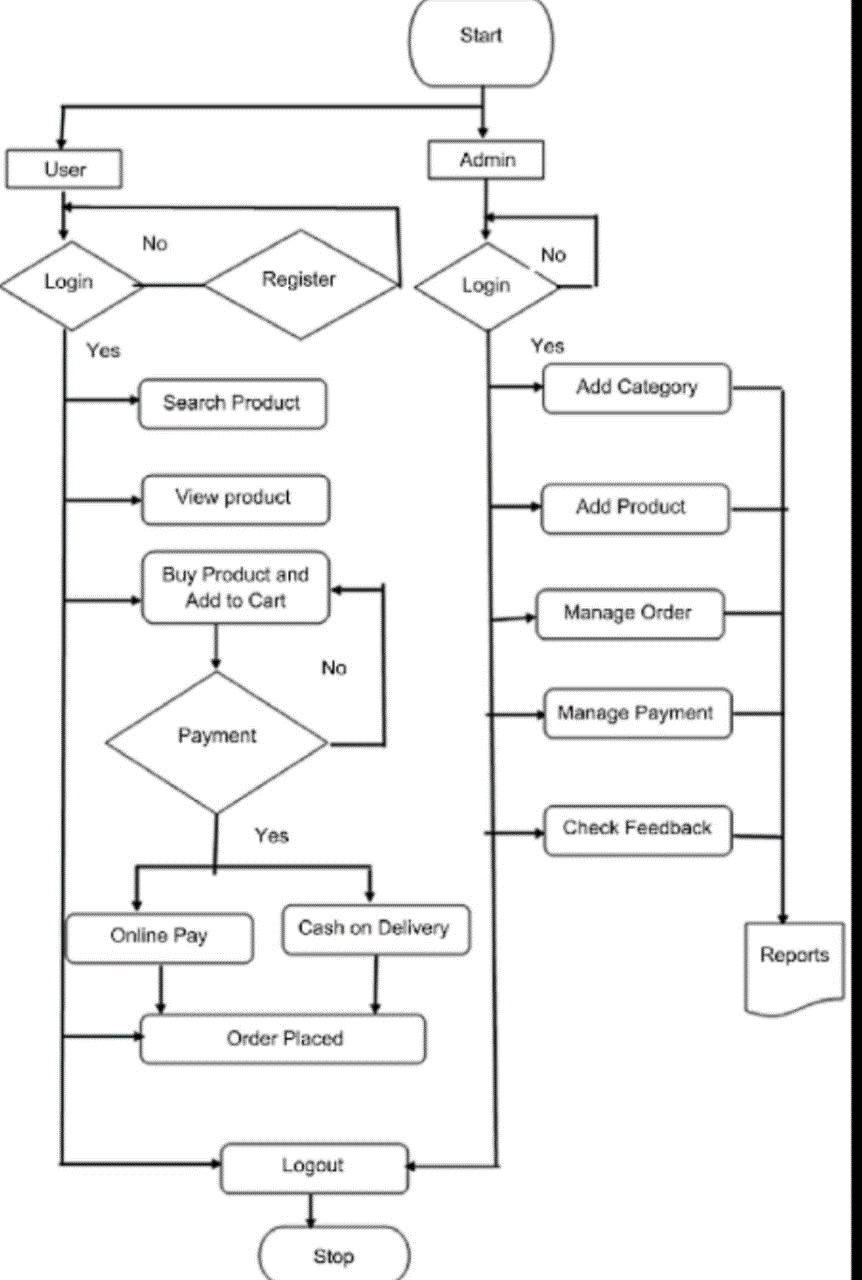 Start
User
Admin
No
Login
Register
No
Login
Yes
Yes
Search Product
Add Category
View product
Add Product
Buy Product and
Add to Cart
Manage Order
No
Payment
Manage Payment
Yes
Check Feedback
Online Pay
Cash on Delivery
Reports
Order Placed
Logout
Stop